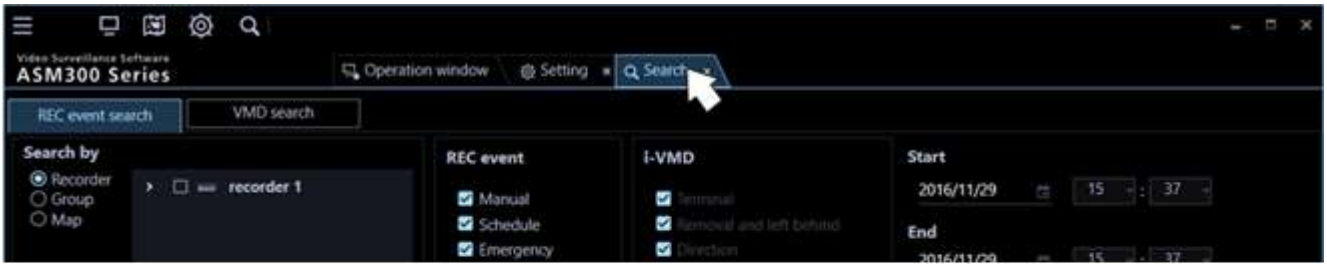 Video Surveillance Software
ASM300 Series
Operation window
Setting
Search
REC event search
VMD search
Search by
Recorder
Group
Map
recorder 1
REC event
Manual
Schedule
Emergency
i-VMD
Terminal
Removal and left behind
Direction
Start
2016/11/29
15 : 37
End
2016/11/29
15 : 37